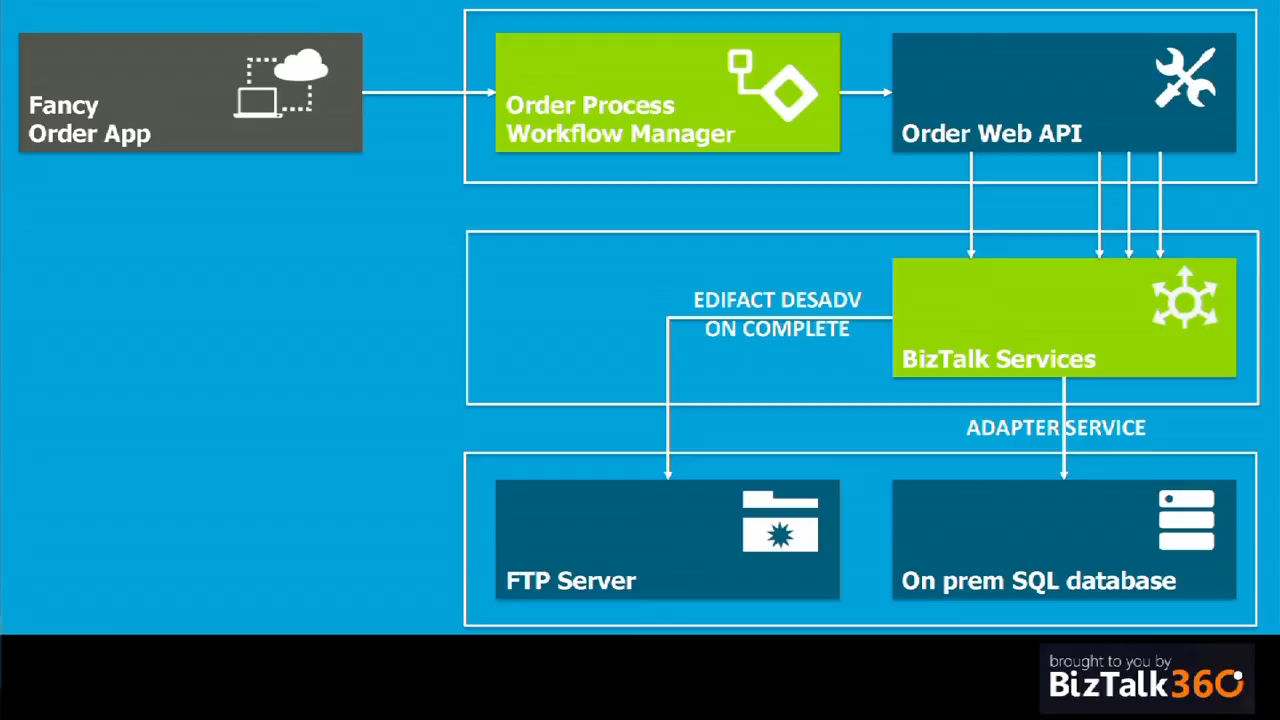 Fancy
Order App
Order Process
Workflow Manager
Order Web API
EDIFACT DESADV
ON COMPLETE
BizTalk Services
ADAPTER SERVICE
FTP Server
On prem SQL database
brought to you by
BizTalk360